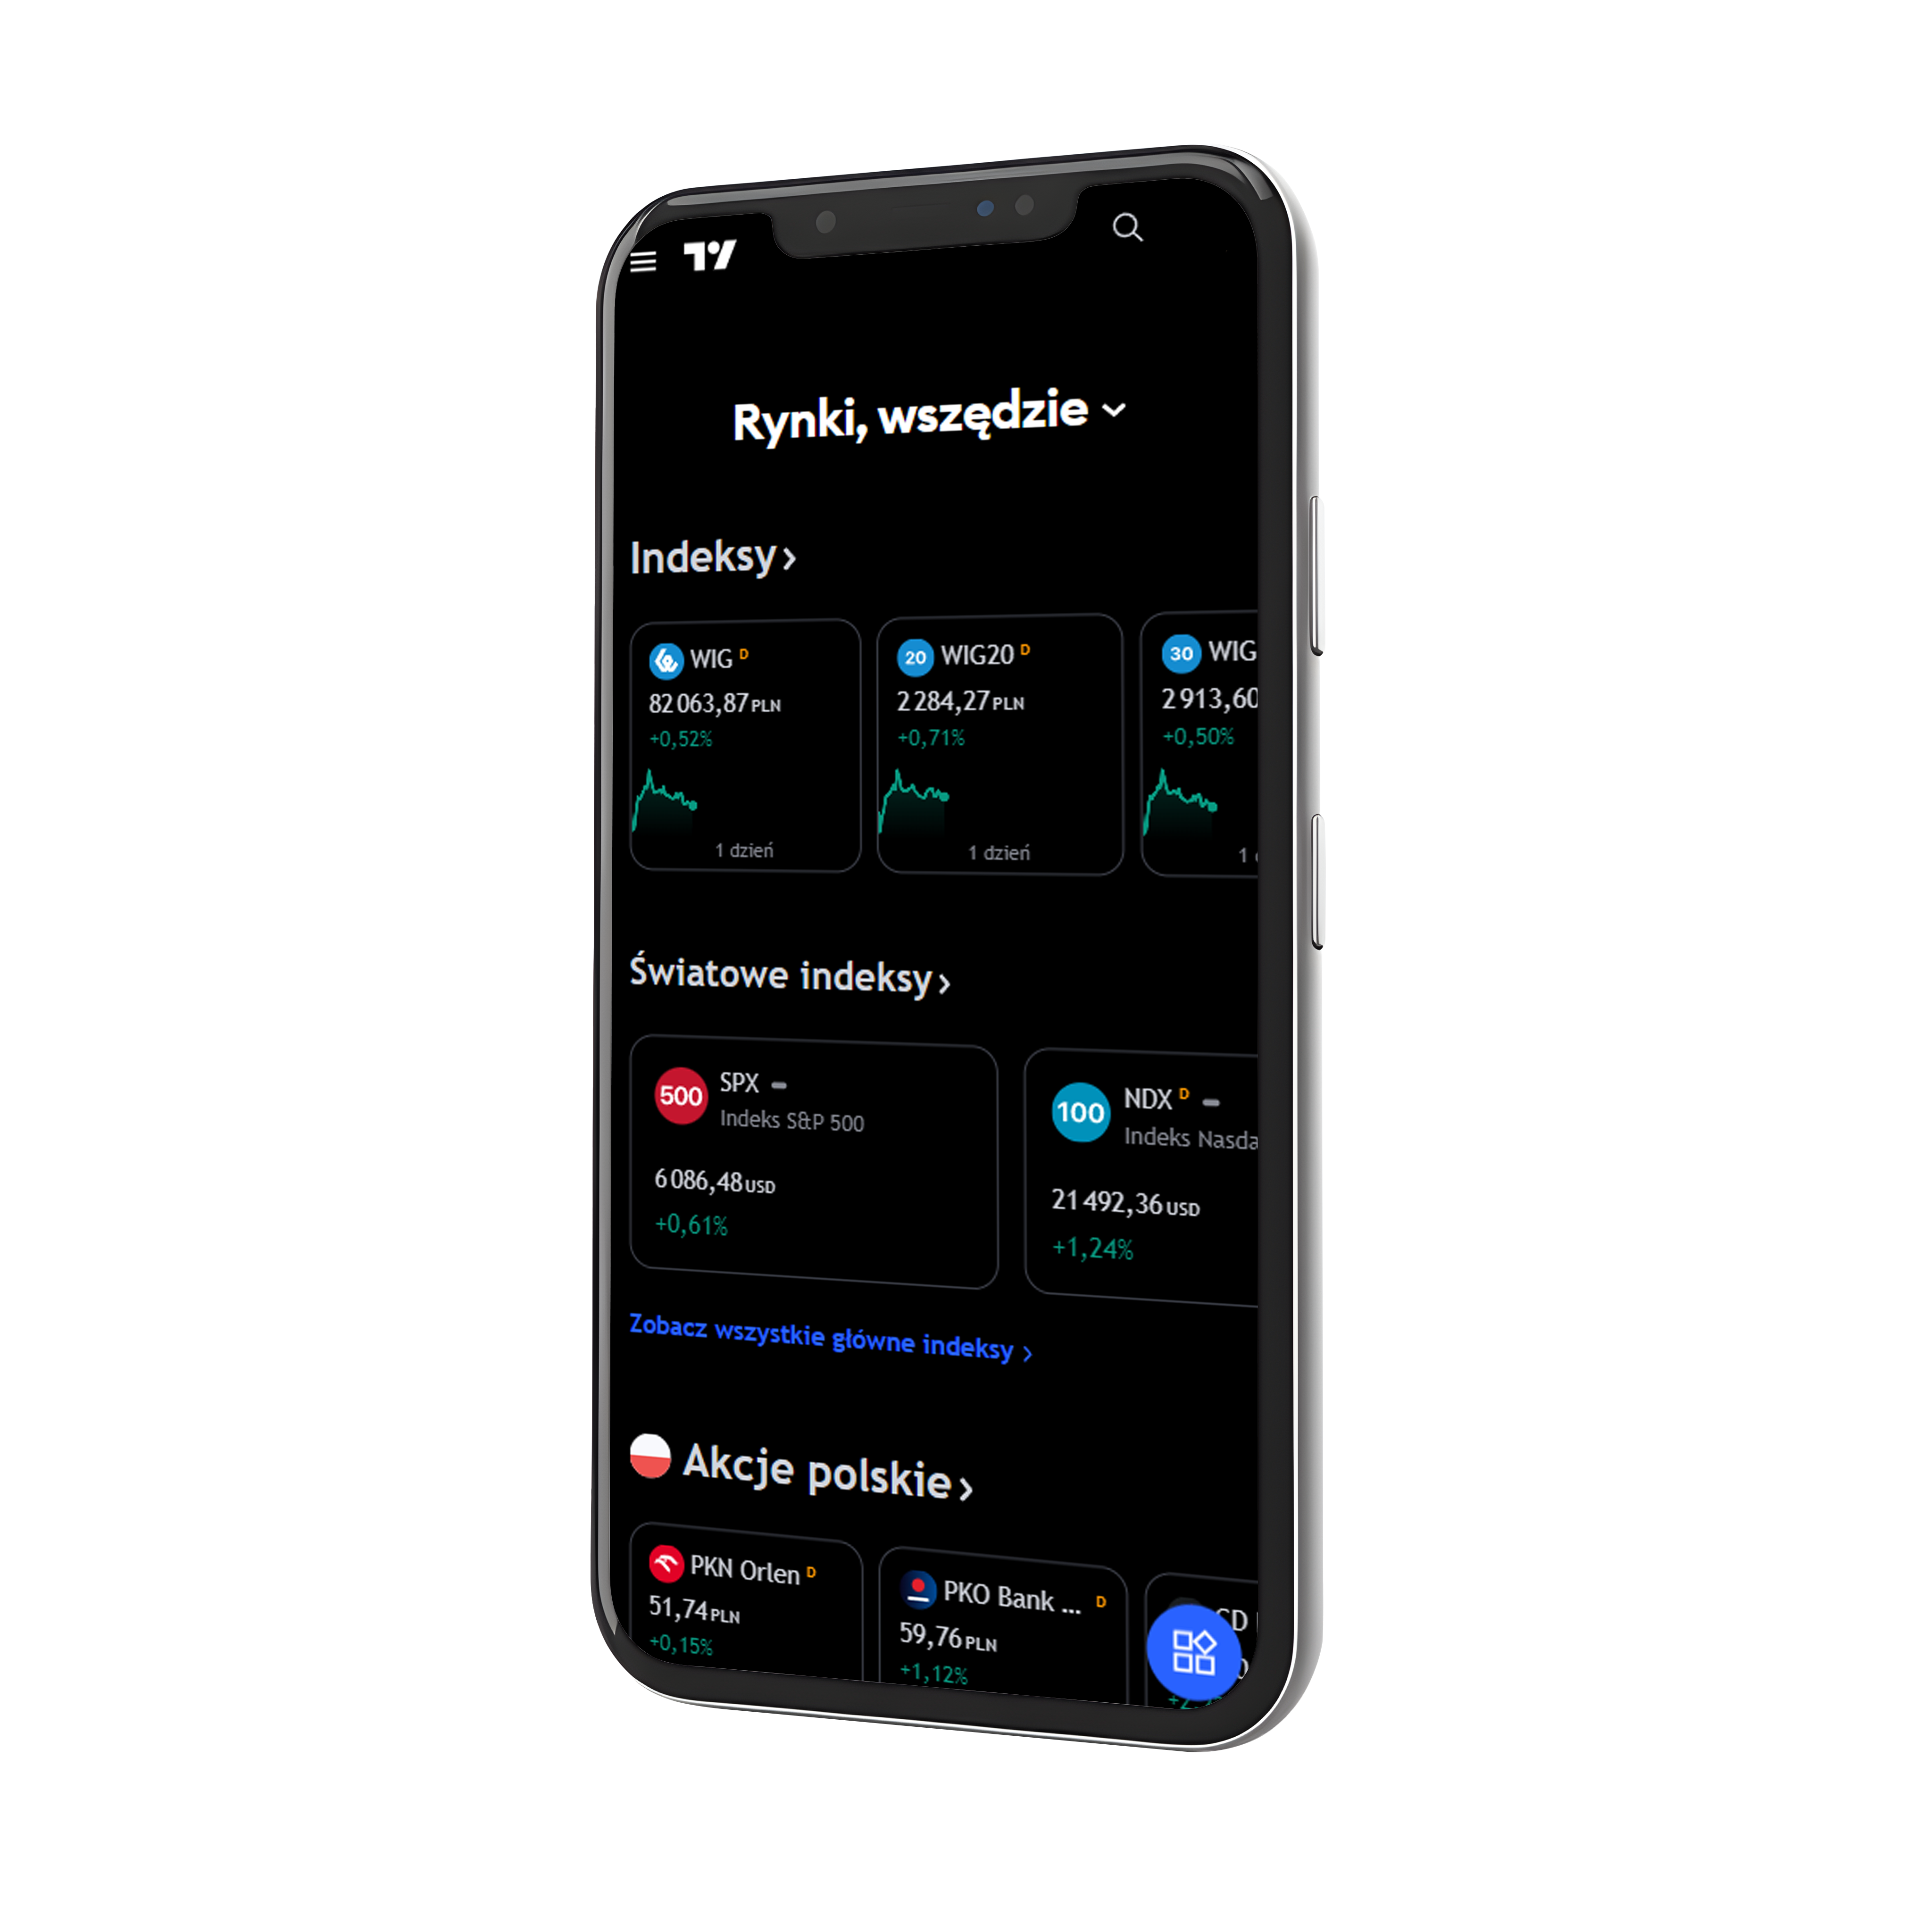 TV
Rynki, wszędzie
Indeksy
WIG D
82 063,87 PLN
+0,52%
1 dzień
20
WIG20 D
2 284,27 PLN
+0,71%
1 dzień
30
WIG
2 913,60
+0,50%
1
Światowe indeksy
500
SPX
Indeks S&P 500
6 086,48 USD
+0,61%
100
NDX D
Indeks Nasda
21 492,36 USD
+1,24%
Zobacz wszystkie główne indeksy
Akcje polskie
PKN Orlen D
51,74 PLN
+0,15%
PKO Bank ... D
59,76 PLN
+1,12%
CD